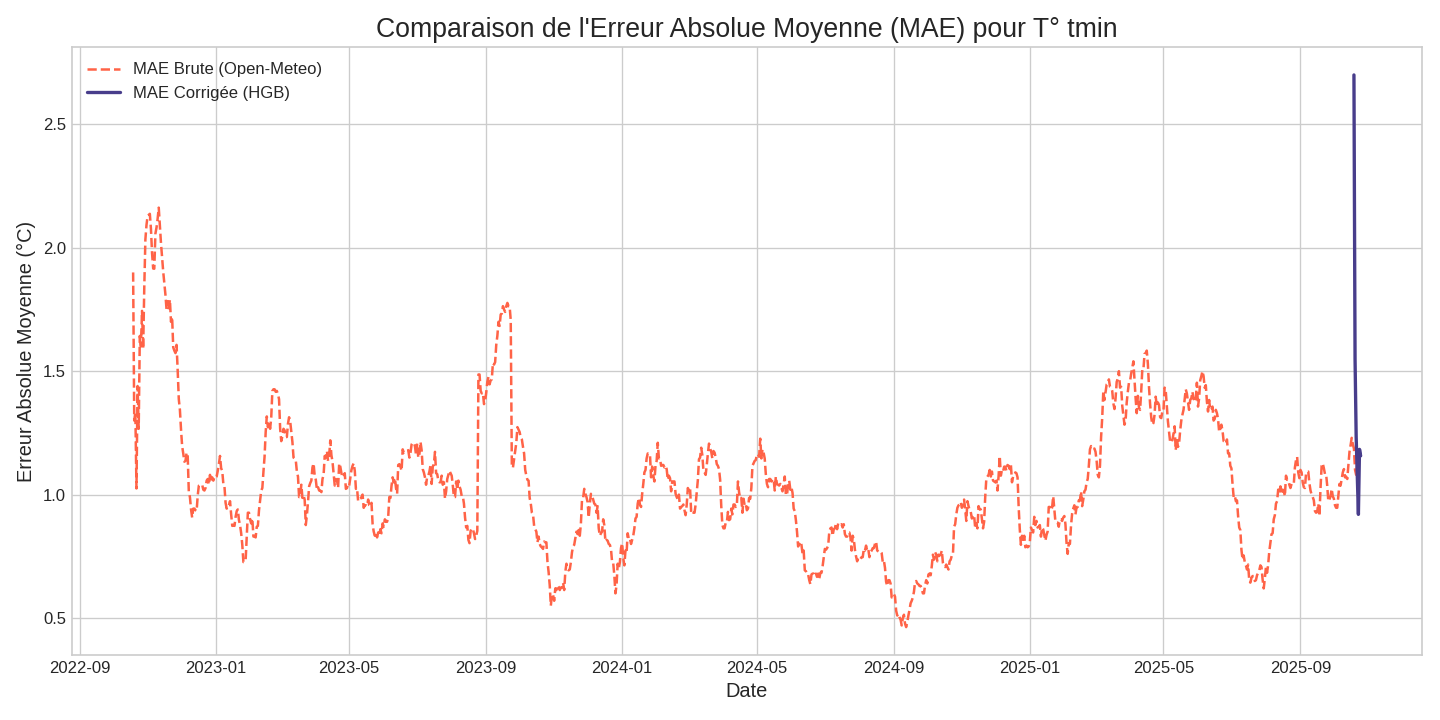 Comparaison de l'Erreur Absolue Moyenne (MAE) pour T° tmin
MAE Brute (Open-Meteo)
MAE Corrigée (HGB)
Erreur Absolue Moyenne (°C)
2.5
2.0
1.5
1.0
0.5
2022-09 2023-01 2023-05 2023-09 2024-01 2024-05 2024-09 2025-01 2025-05 2025-09
Date